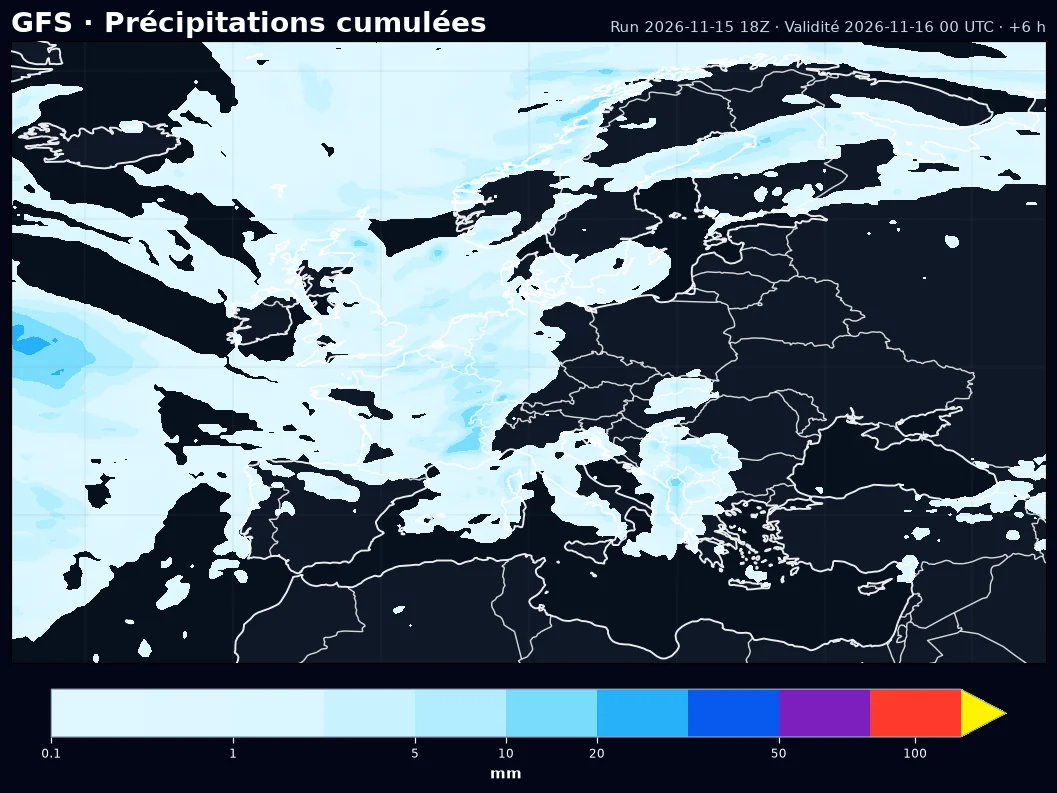 GFS · Précipitations cumulées
Run 2026-11-15 18Z · Validité 2026-11-16 00 UTC · +6 h
0.1 1 5 10 20 50 100
mm